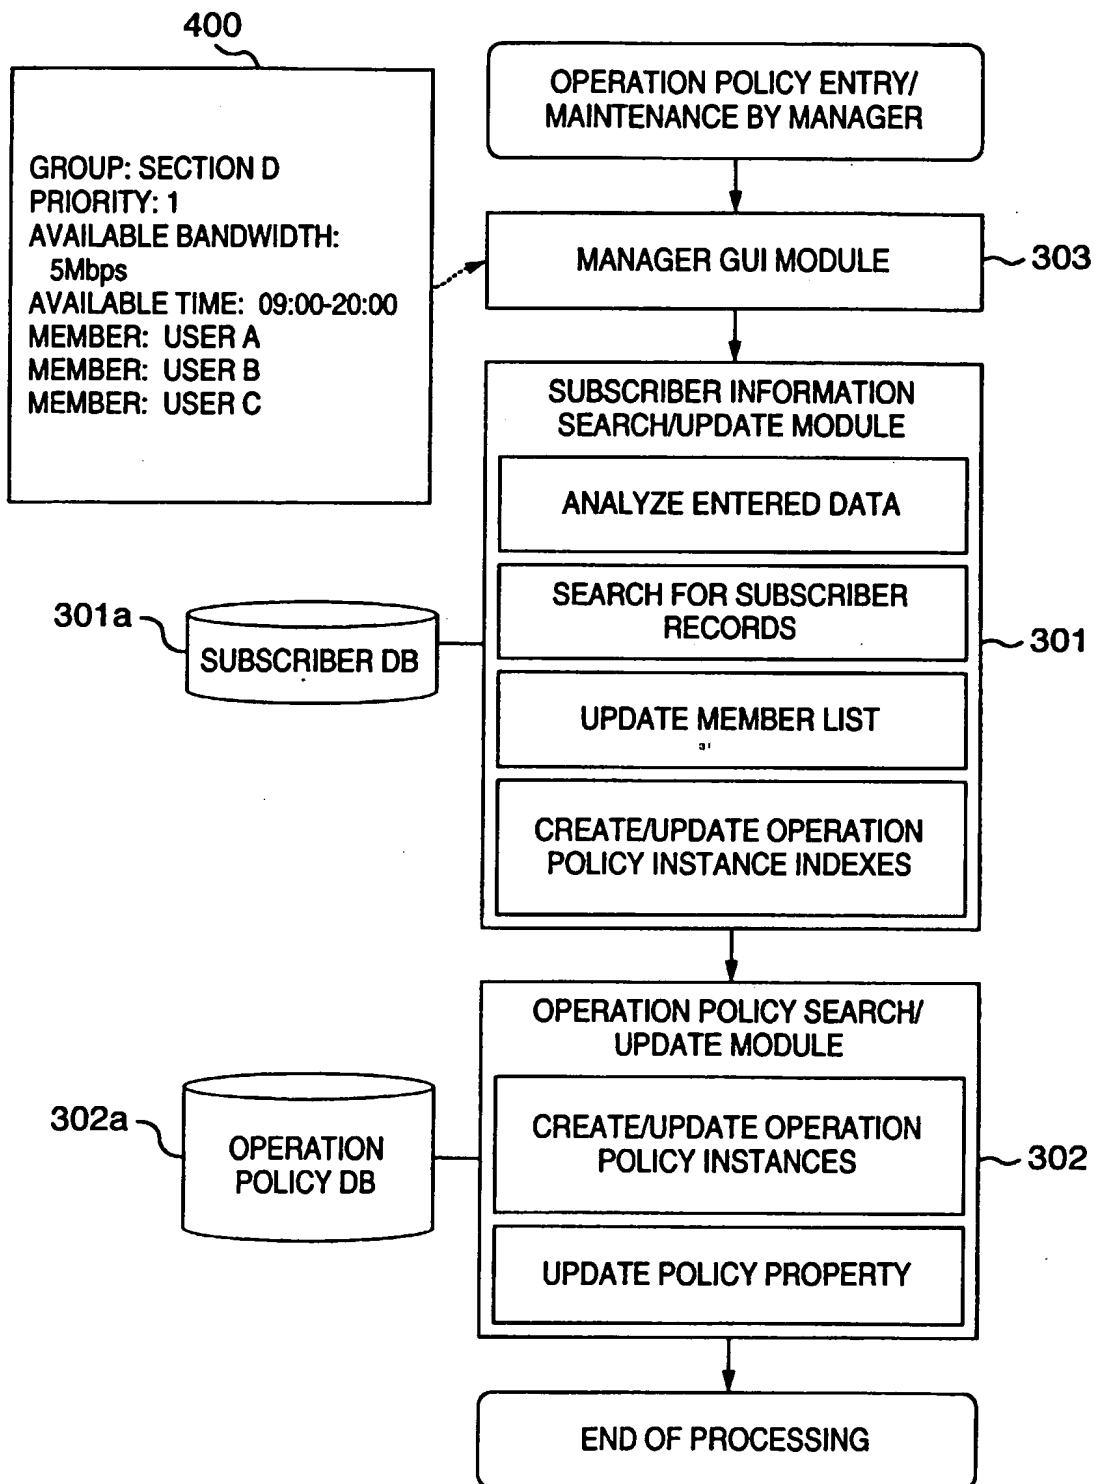 400
GROUP: SECTION D
PRIORITY: 1
AVAILABLE BANDWIDTH:
5Mbps
AVAILABLE TIME: 09:00-20:00
MEMBER: USER A
MEMBER: USER B
MEMBER: USER C
OPERATION POLICY ENTRY/
MAINTENANCE BY MANAGER
MANAGER GUI MODULE
303
SUBSCRIBER INFORMATION
SEARCH/UPDATE MODULE
ANALYZE ENTERED DATA
SEARCH FOR SUBSCRIBER
RECORDS
UPDATE MEMBER LIST
CREATE/UPDATE OPERATION
POLICY INSTANCE INDEXES
301
301a
SUBSCRIBER DB
OPERATION POLICY SEARCH/
UPDATE MODULE
CREATE/UPDATE OPERATION
POLICY INSTANCES
UPDATE POLICY PROPERTY
302
302a
OPERATION
POLICY DB
END OF PROCESSING